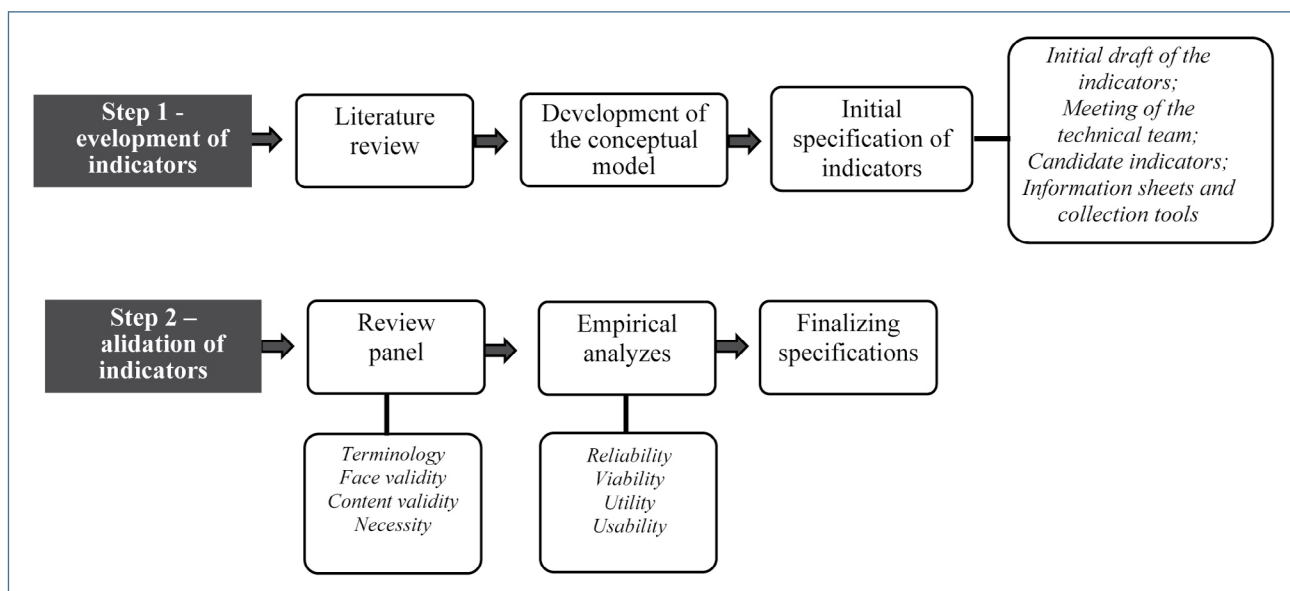 Step 1 -
evelopment of
indicators
Literature
review
Development of
the conceptual
model
Initial
specification of
indicators
Initial draft of the
indicators;
Meeting of the
technical team;
Candidate indicators;
Information sheets and
collection tools
Step 2 –
alidation of
indicators
Review
panel
Empirical
analyzes
Finalizing
specifications
Terminology
Face validity
Content validity
Necessity
Reliability
Viability
Utility
Usability